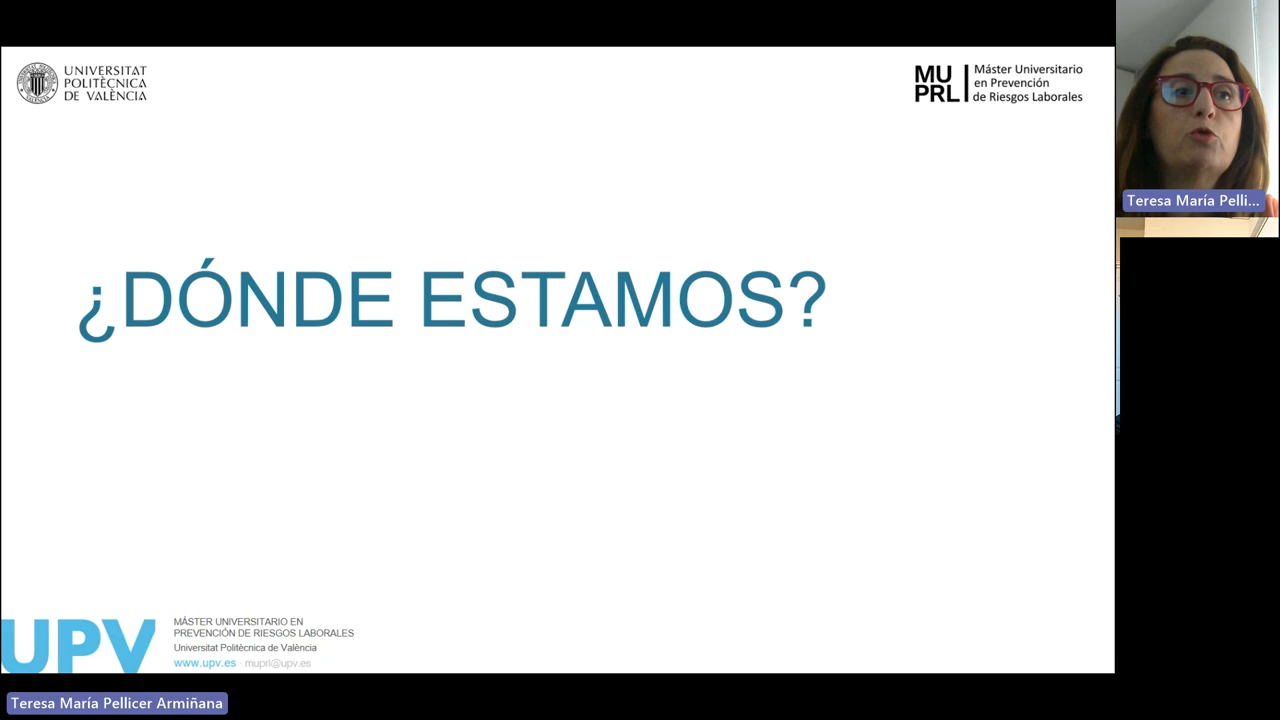 UNIVERSITAT
POLITÈCNICA
DE VALÈNCIA
MU
PRL
Máster Universitario
en Prevención
de Riesgos Laborales
Teresa María Pelli...
¿DÓNDE ESTAMOS?
UPV
MÁSTER UNIVERSITARIO EN
PREVENCIÓN DE RIESGOS LABORALES
Universitat Politècnica de València
www.upv.es · muprl@upv.es
Teresa María Pellicer Armiñana